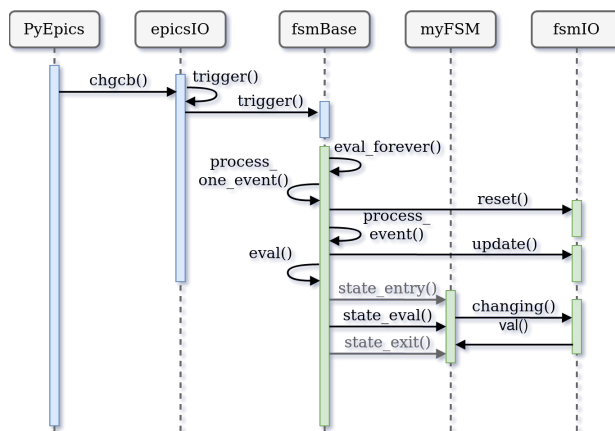 PyEpics
epicsIO
fsmBase
myFSM
fsmIO
chgcb()
trigger()
trigger()
eval_forever()
process_
one_event()
reset()
process_
event()
update()
eval()
state_entry()
changing()
state_eval()
val()
state_exit()